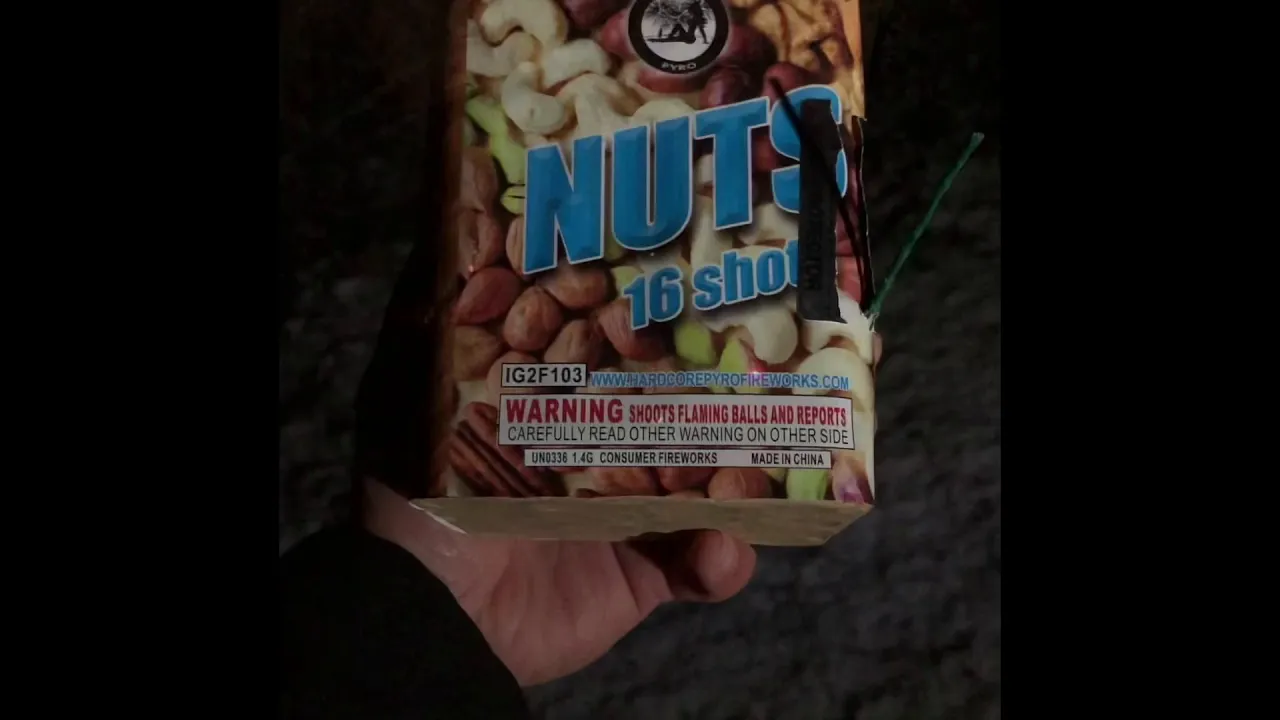 PYRO
NUTS
16 shot
IG2F103 WWW.HARDCOREPYROFIREWORKS.COM
WARNING SHOOTS FLAMING BALLS AND REPORTS
CAREFULLY READ OTHER WARNING ON OTHER SIDE
UN0336 1.4G CONSUMER FIREWORKS MADE IN CHINA